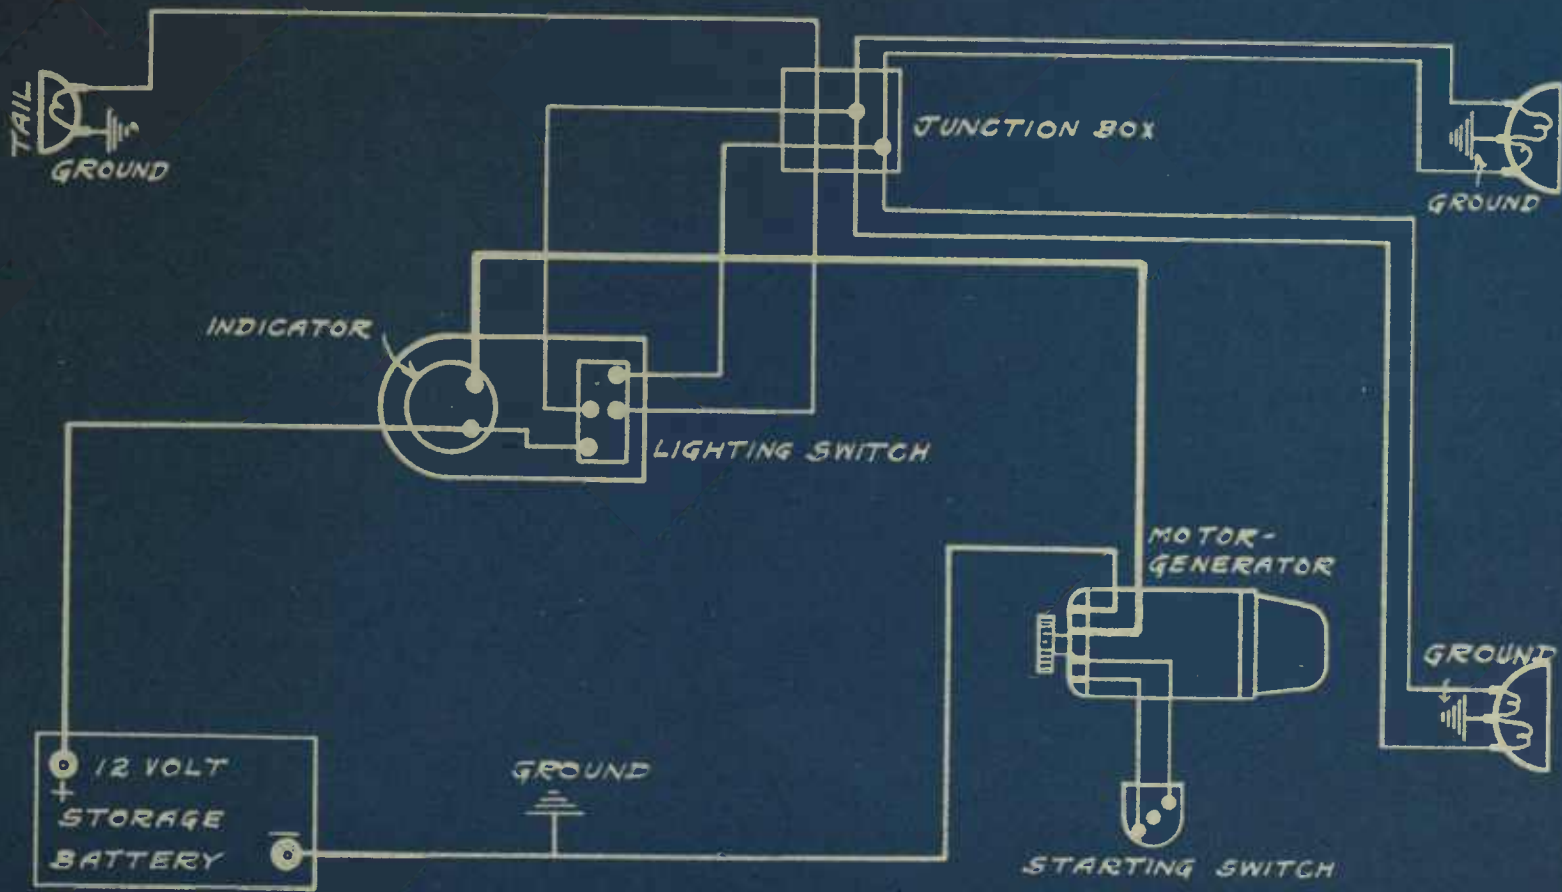 TAIL
GROUND
JUNCTION BOX
GROUND
INDICATOR
LIGHTING SWITCH
MOTOR-
GENERATOR
GROUND
12 VOLT
+
STORAGE
BATTERY
−
GROUND
STARTING SWITCH